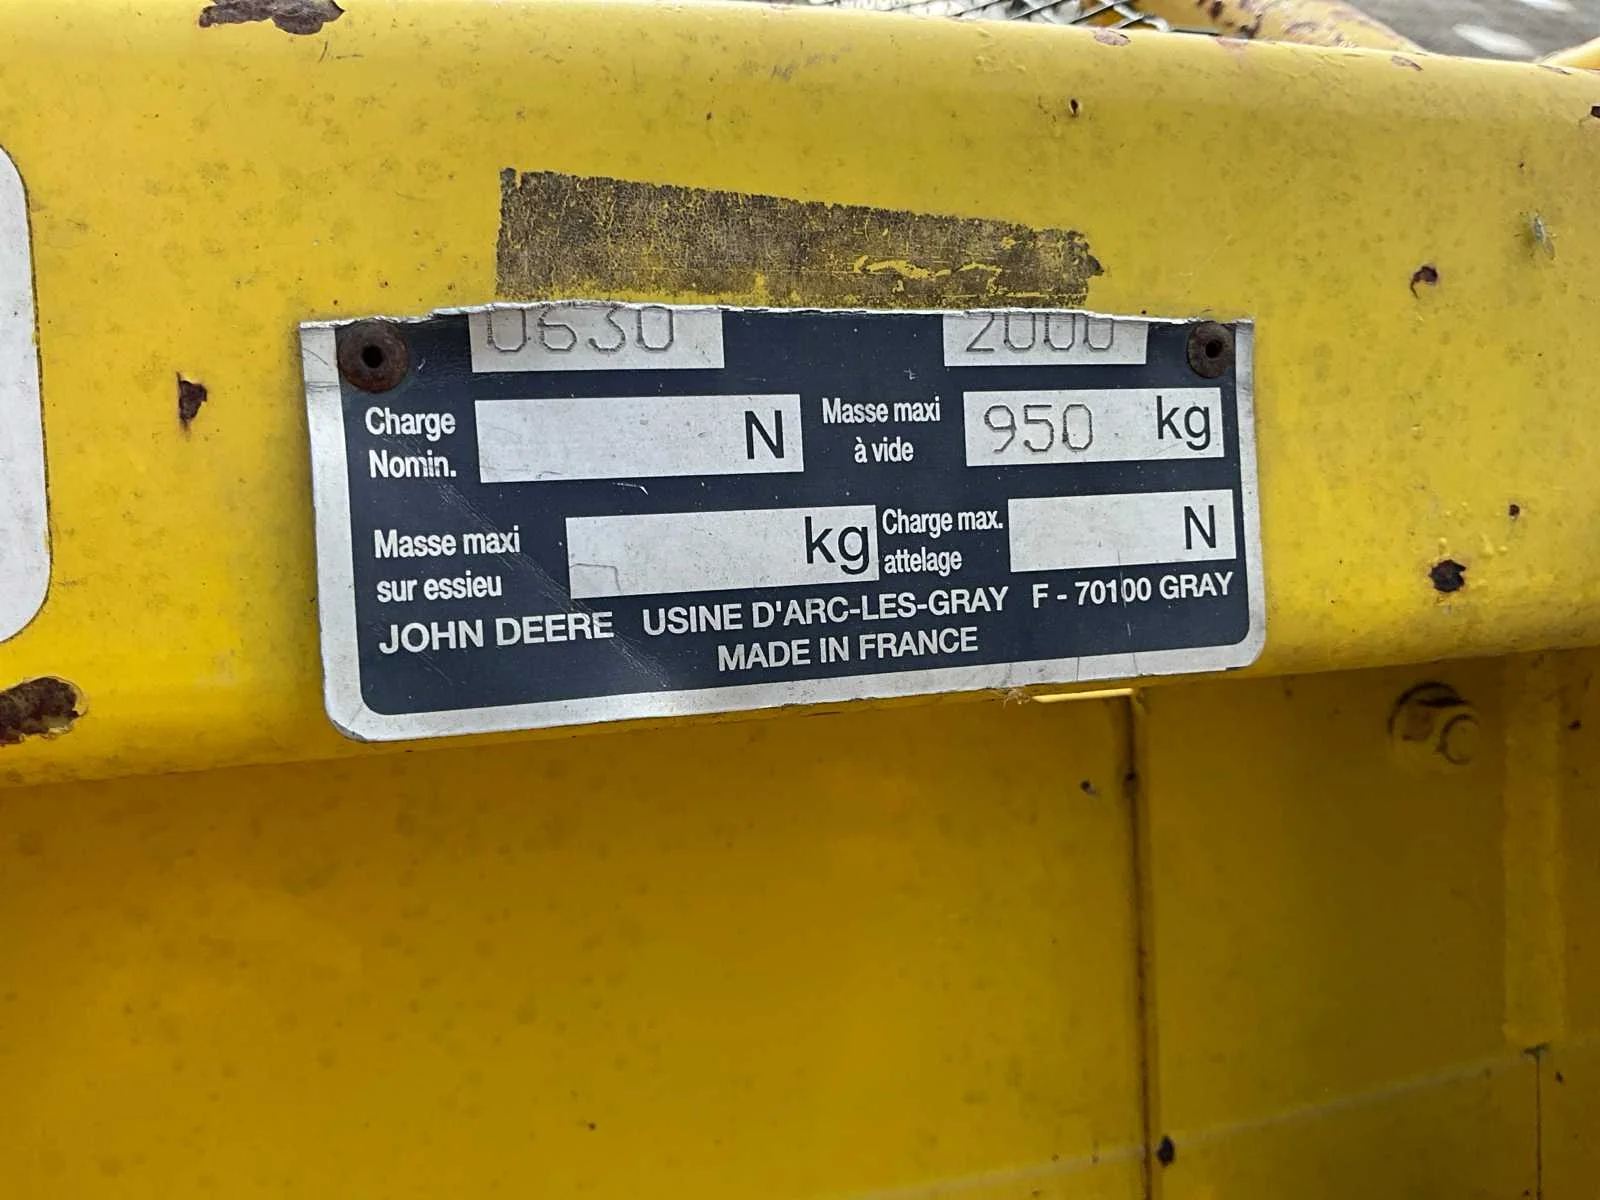 0630 2000
Charge Nomin. N Masse maxi à vide 950 kg
Masse maxi sur essieu kg Charge max. attelage N
JOHN DEERE USINE D'ARC-LES-GRAY F - 70100 GRAY
MADE IN FRANCE